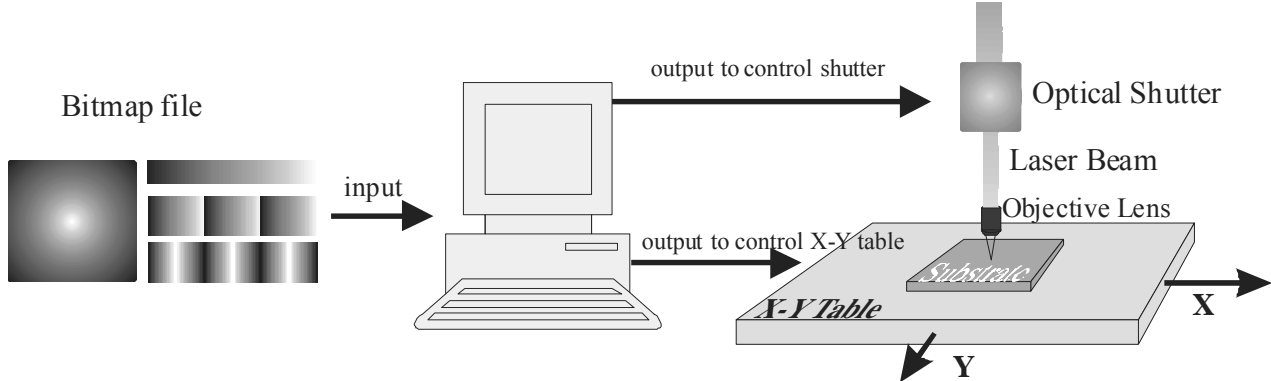 Bitmap file
input
output to control shutter
Optical Shutter
Laser Beam
Objective Lens
output to control X-Y table
Substrate
X-Y Table
X
Y